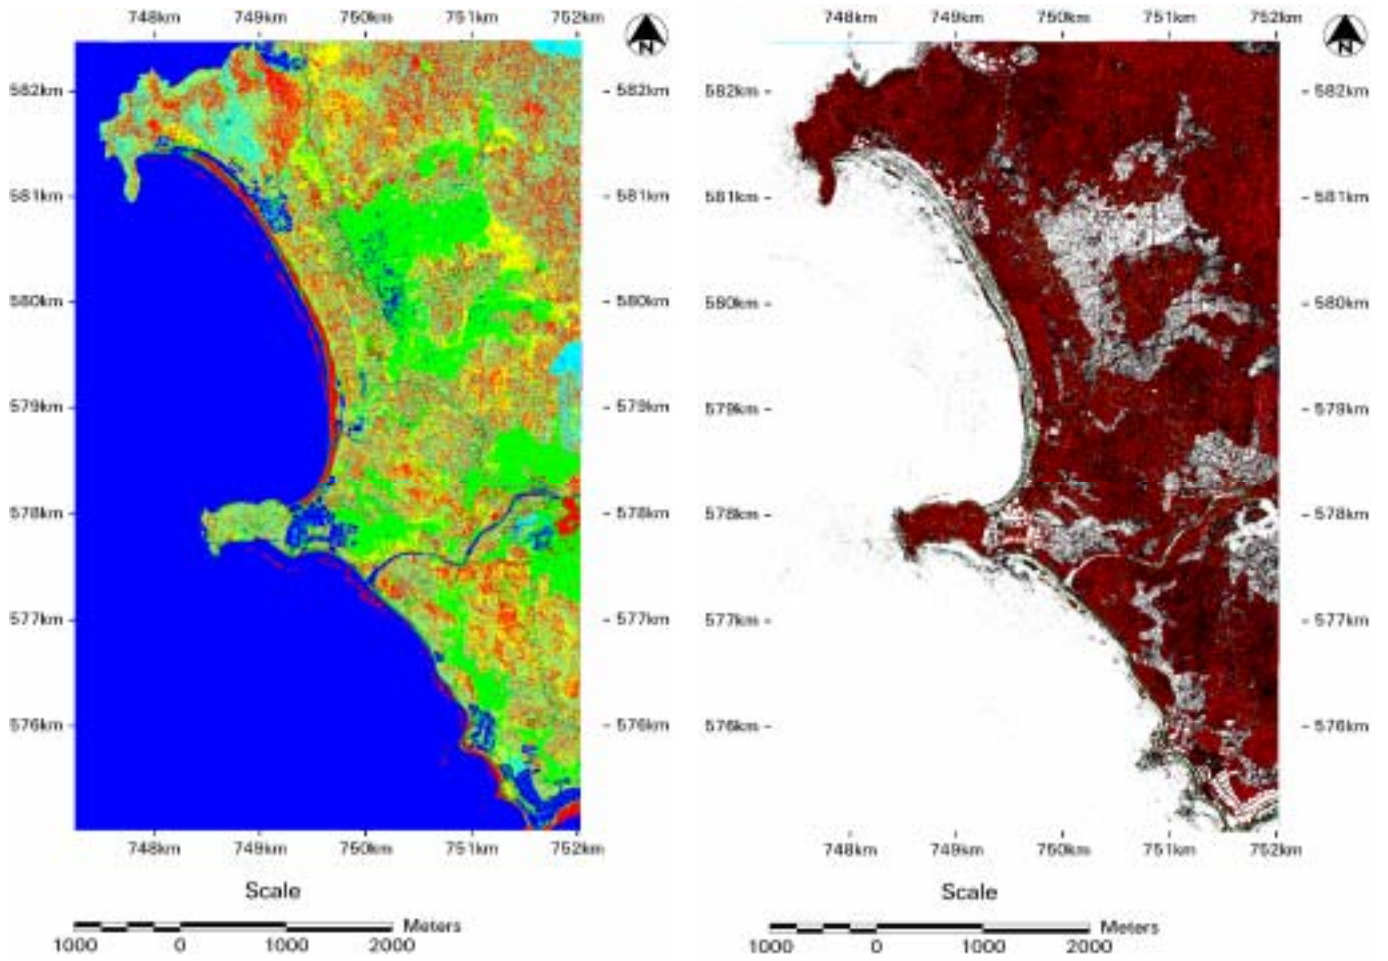 748km 749km 750km 751km 752km
N
582km - - 582km
581km - - 581km
580km - - 580km
579km - - 579km
578km - - 578km
577km - - 577km
576km - - 576km
748km 749km 750km 751km 752km
Scale
Meters
1000 0 1000 2000
748km 749km 750km 751km 752km
N
582km - - 582km
581km - - 581km
580km - - 580km
579km - - 579km
578km - - 578km
577km - - 577km
576km - - 576km
748km 749km 750km 751km 752km
Scale
Meters
1000 0 1000 2000